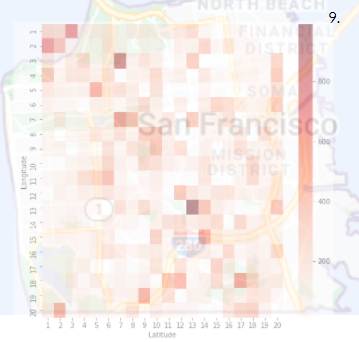 NORTH BEACH
9.
FINANCIAL
DISTRICT
SOMA
San Francisco
MISSION
DISTRICT
1
280
800
600
400
200
Longitude
1
2
3
4
5
6
7
8
9
10
11
12
13
14
15
16
17
18
19
20
1 2 3 4 5 6 7 8 9 10 11 12 13 14 15 16 17 18 19 20
Latitude